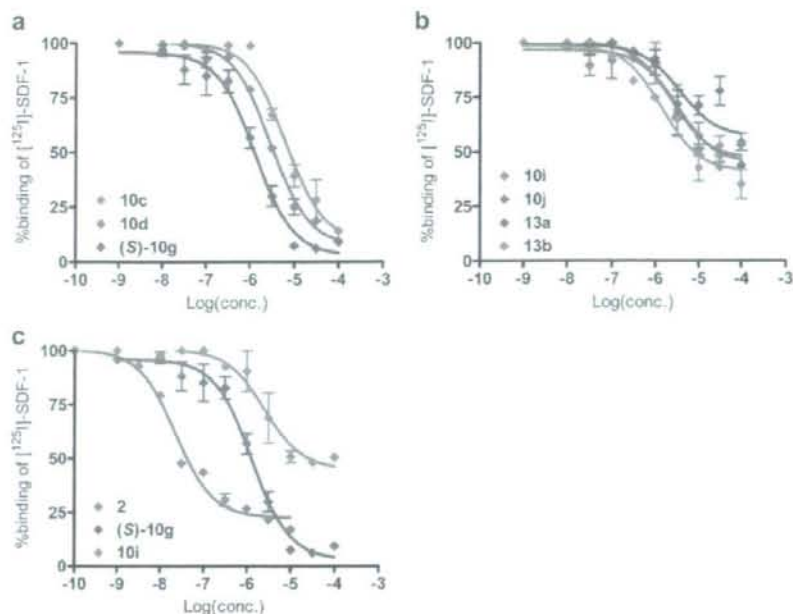 a
%binding of [125I]-SDF-1
100
75
50
25
0
10c
10d
(S)-10g
-10 -9 -8 -7 -6 -5 -4 -3
Log(conc.)
b
%binding of [125I]-SDF-1
100
75
50
25
0
10i
10j
13a
13b
-10 -9 -8 -7 -6 -5 -4 -3
Log(conc.)
c
%binding of [125I]-SDF-1
100
75
50
25
0
2
(S)-10g
10i
-10 -9 -8 -7 -6 -5 -4 -3
Log(conc.)